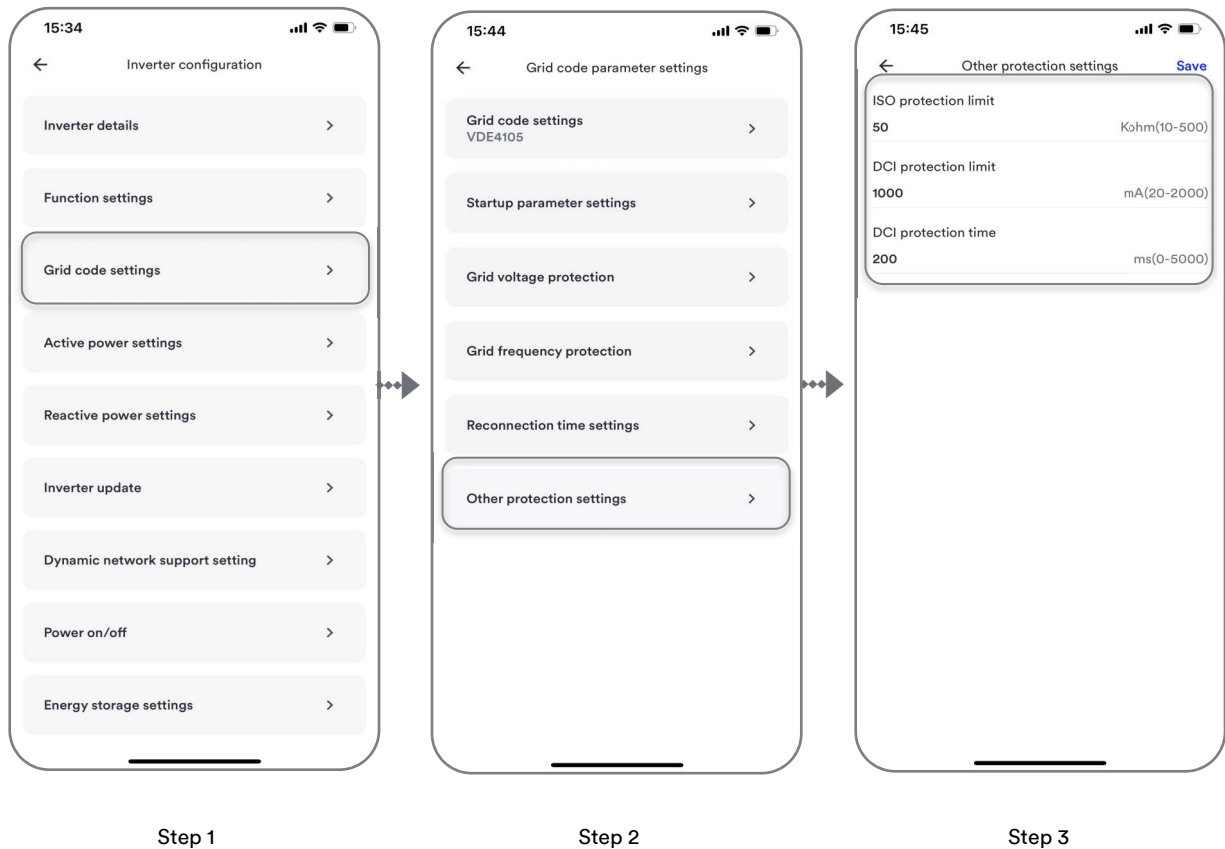 15:34
Inverter configuration
Inverter details
Function settings
Grid code settings
Active power settings
Reactive power settings
Inverter update
Dynamic network support setting
Power on/off
Energy storage settings
Step 1
15:44
Grid code parameter settings
Grid code settings
VDE4105
Startup parameter settings
Grid voltage protection
Grid frequency protection
Reconnection time settings
Other protection settings
Step 2
15:45
Other protection settings Save
ISO protection limit
50 Kohm(10-500)
DCI protection limit
1000 mA(20-2000)
DCI protection time
200 ms(0-5000)
Step 3